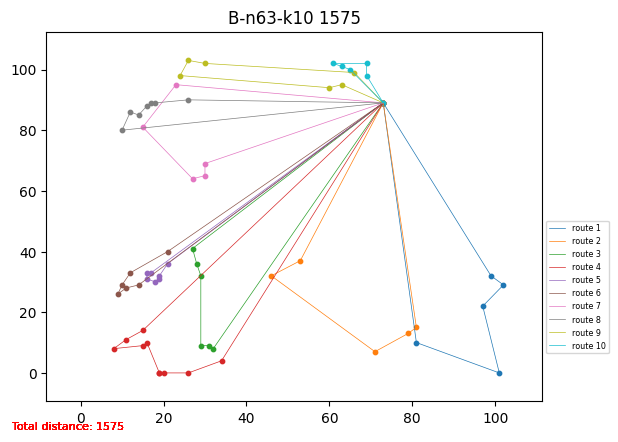 B-n63-k10 1575
100
80
60
40
20
0
0 20 40 60 80 100
route 1
route 2
route 3
route 4
route 5
route 6
route 7
route 8
route 9
route 10
Total distance: 1575